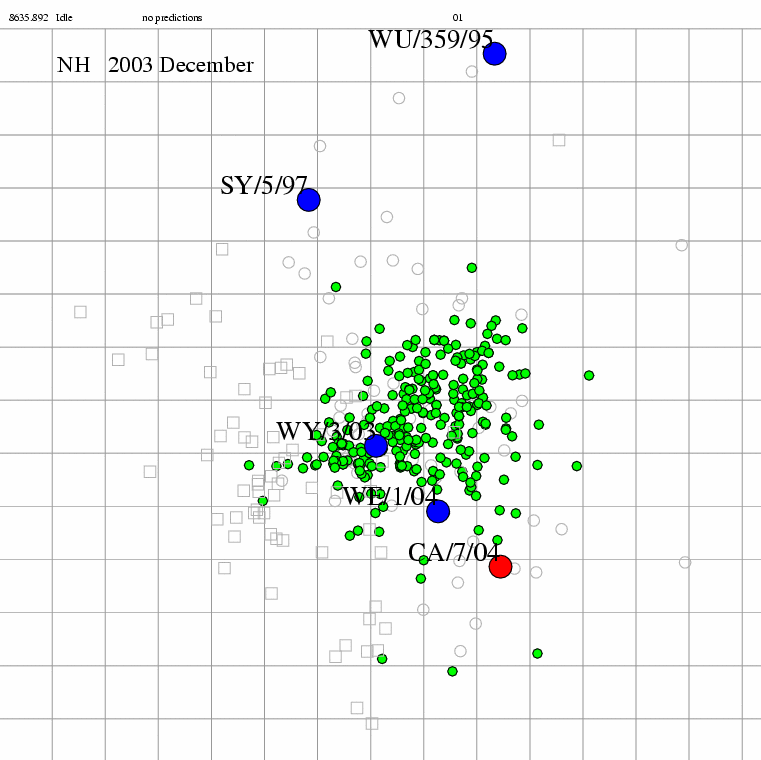 8635.892 Idle no predictions 01
WU/359/95
NH 2003 December
SY/5/97
WY/3/03
WE/1/04
CA/7/04